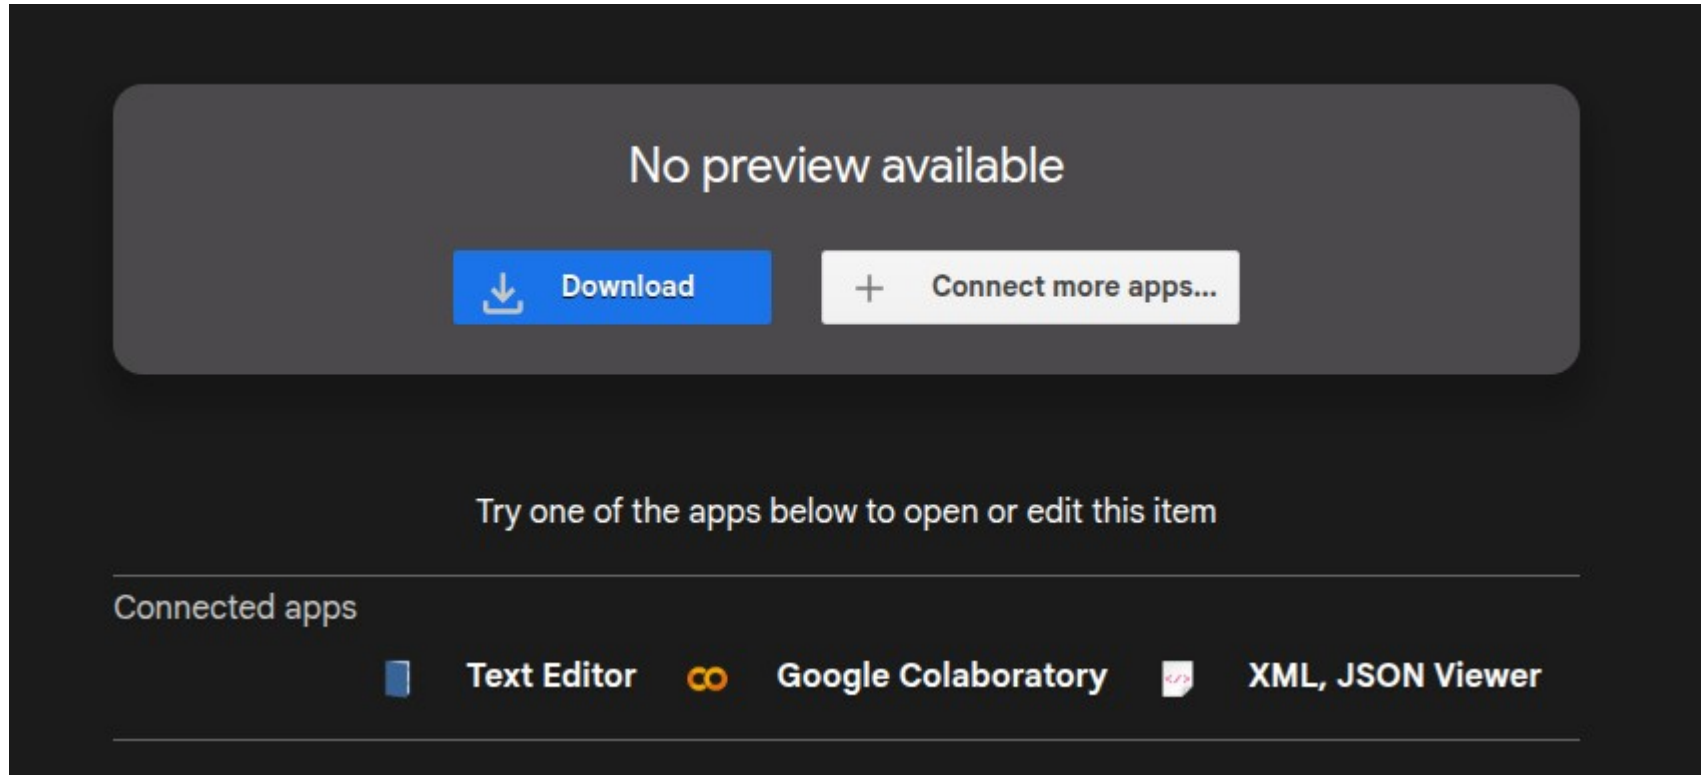 No preview available
Download
Connect more apps...
Try one of the apps below to open or edit this item
Connected apps
Text Editor
Google Colaboratory
XML, JSON Viewer